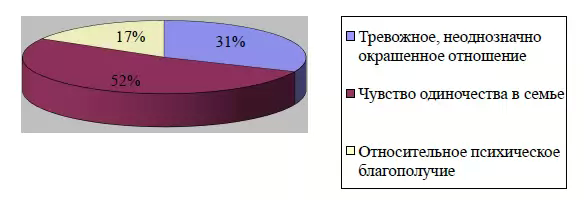 17%
31%
52%
Тревожное, неоднозначно
окрашенное отношение
Чувство одиночества в семье
Относительное психическое
благополучие